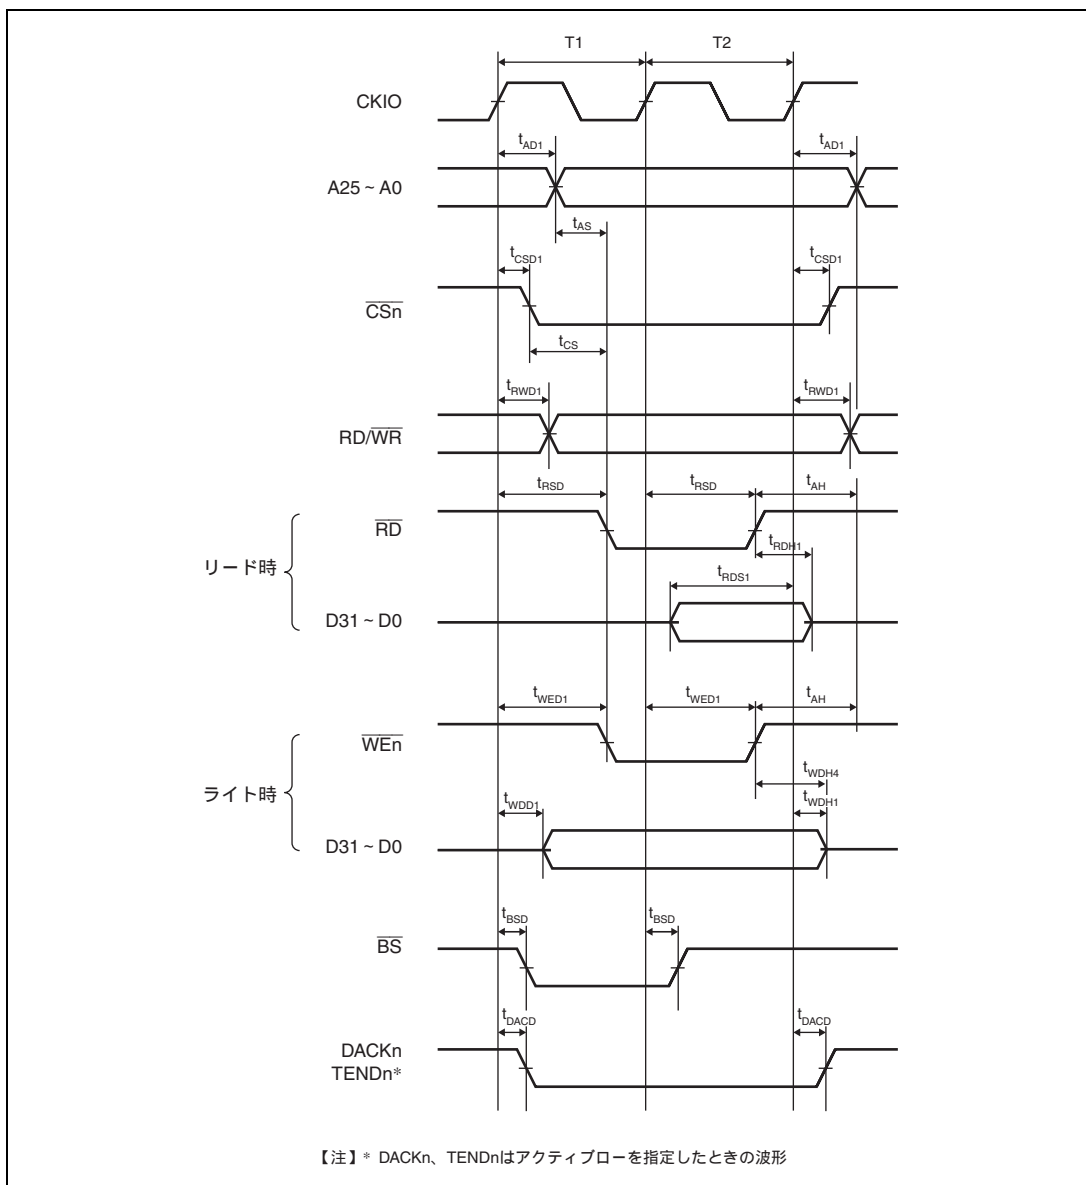 T1 T2
CKIO
tAD1 tAD1
A25 ~ A0
tAS
tCSD1 tCSD1
CSn
tCS
tRWD1 tRWD1
RD/WR
tRSD tRSD tAH
RD
tRDH1
リード時
tRDS1
D31 ~ D0
tWED1 tWED1 tAH
WEn
tWDH4
ライト時
tWDD1 tWDH1
D31 ~ D0
tBSD tBSD
BS
tDACD tDACD
DACKn
TENDn*
【注】* DACKn、TENDnはアクティブローを指定したときの波形